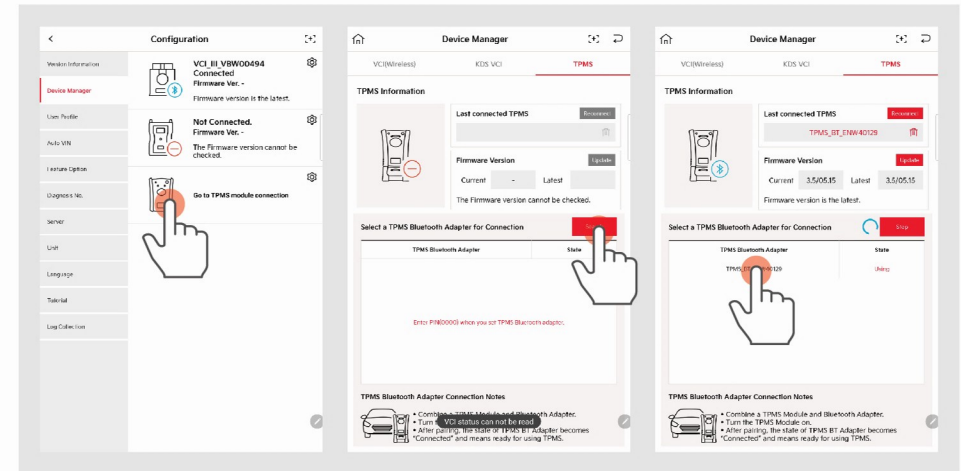 Configuration
Version Information
Device Manager
User Profile
Auto VIN
Feature Option
Diagnosis No.
Server
Unit
Language
Tutorial
Log Collection
VCI_III_V8W00494
Connected
Firmware Ver. -
Firmware version is the latest.
Not Connected.
Firmware Ver. -
The Firmware version cannot be
checked.
Go to TPMS module connection
Device Manager
VCI(Wireless)
KDS VCI
TPMS
TPMS Information
Last connected TPMS
Reconnect
Firmware Version
Update
Current
-
Latest
The Firmware version cannot be checked.
Select a TPMS Bluetooth Adapter for Connection
TPMS Bluetooth Adapter
State
Enter PIN(0000) when you set TPMS Bluetooth adapter.
TPMS Bluetooth Adapter Connection Notes
• Combine a TPMS Module and Bluetooth Adapter.
• Turn
VCI status can not be read
• After pairing, the state of TPMS BT Adapter becomes
"Connected" and means ready for using TPMS.
Device Manager
VCI(Wireless)
KDS VCI
TPMS
TPMS Information
Last connected TPMS
Reconnect
TPMS_BT_ENW40129
Firmware Version
Update
Current
3.5/05.15
Latest
3.5/05.15
Firmware version is the latest.
Select a TPMS Bluetooth Adapter for Connection
Stop
TPMS Bluetooth Adapter
State
Using
TPMS Bluetooth Adapter Connection Notes
• Combine a TPMS Module and Bluetooth Adapter.
• Turn the TPMS Module on.
• After pairing, the state of TPMS BT Adapter becomes
"Connected" and means ready for using TPMS.